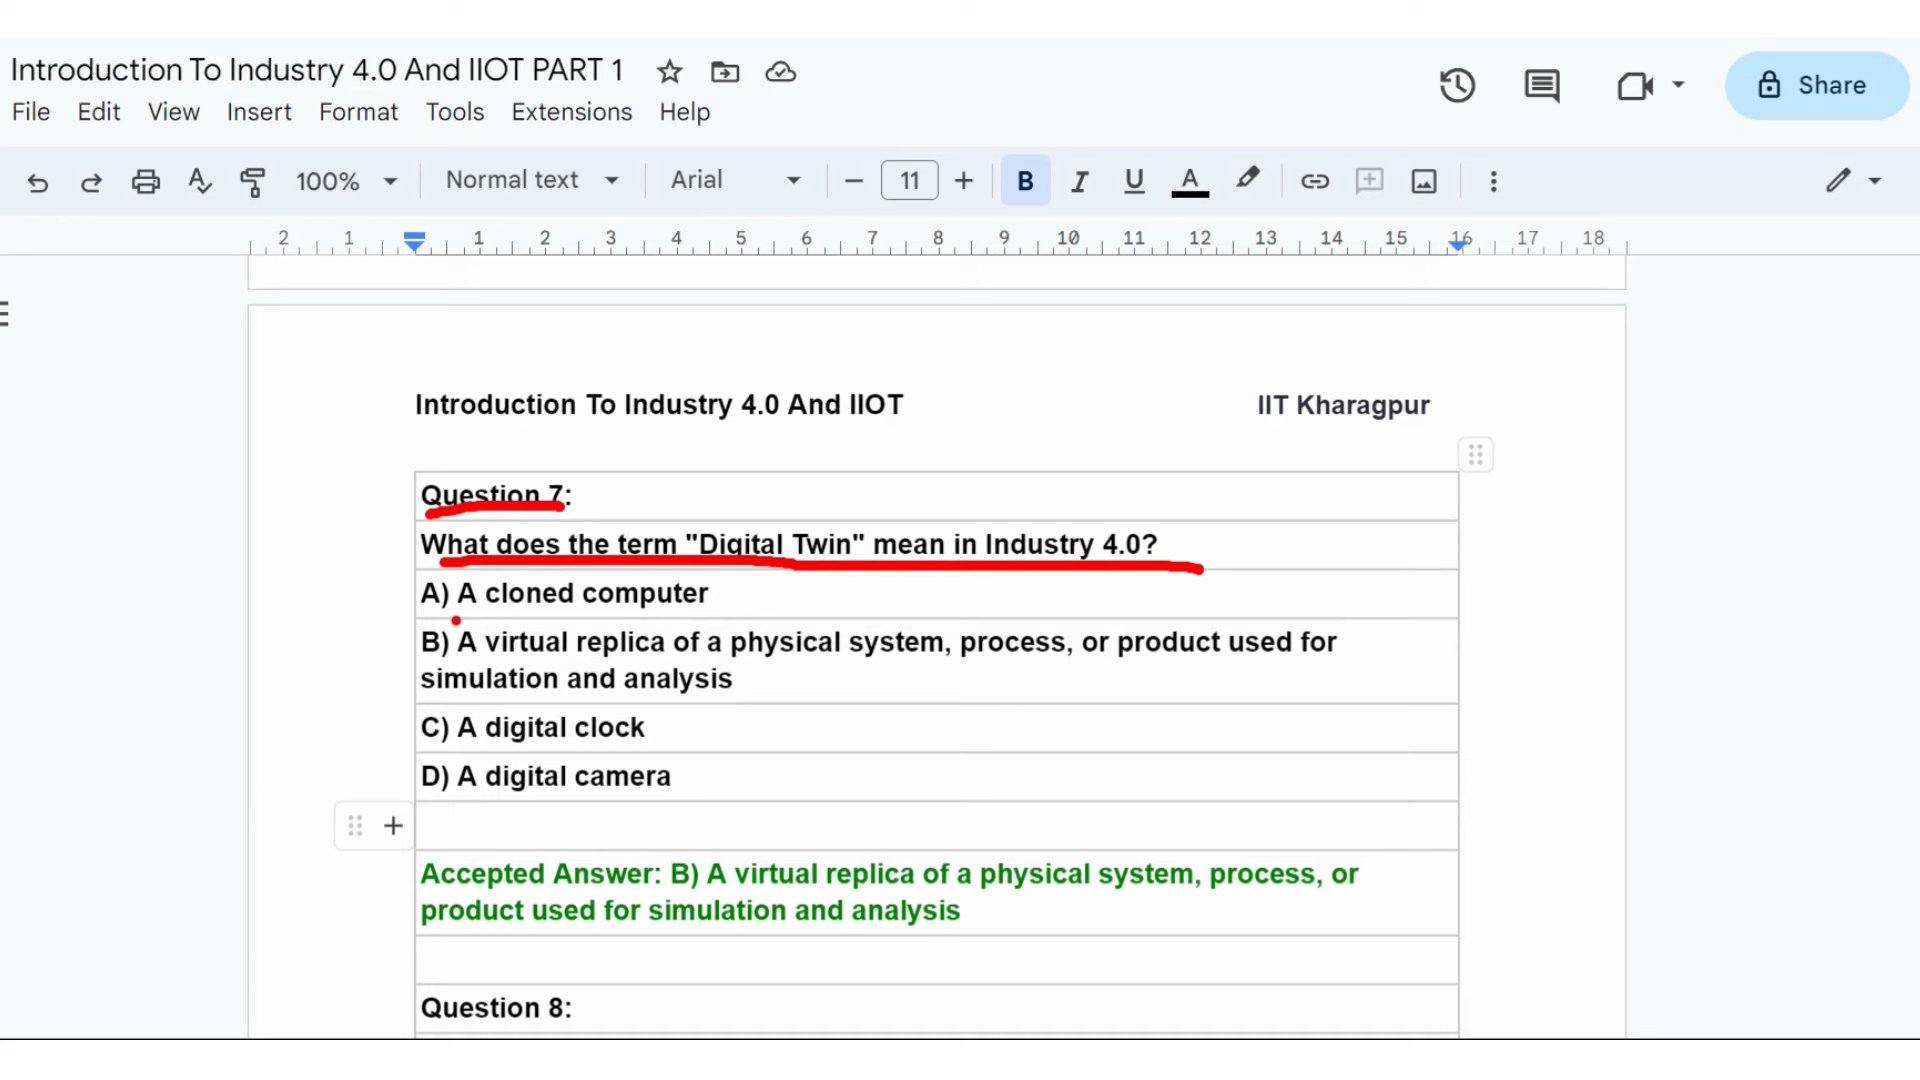 Introduction To Industry 4.0 And IIOT PART 1
File Edit View Insert Format Tools Extensions Help
Share
100% Normal text Arial 11 B I U A
2 1 1 2 3 4 5 6 7 8 9 10 11 12 13 14 15 16 17 18
Introduction To Industry 4.0 And IIOT IIT Kharagpur
Question 7:
What does the term "Digital Twin" mean in Industry 4.0?
A) A cloned computer
B) A virtual replica of a physical system, process, or product used for
simulation and analysis
C) A digital clock
D) A digital camera
Accepted Answer: B) A virtual replica of a physical system, process, or
product used for simulation and analysis
Question 8: